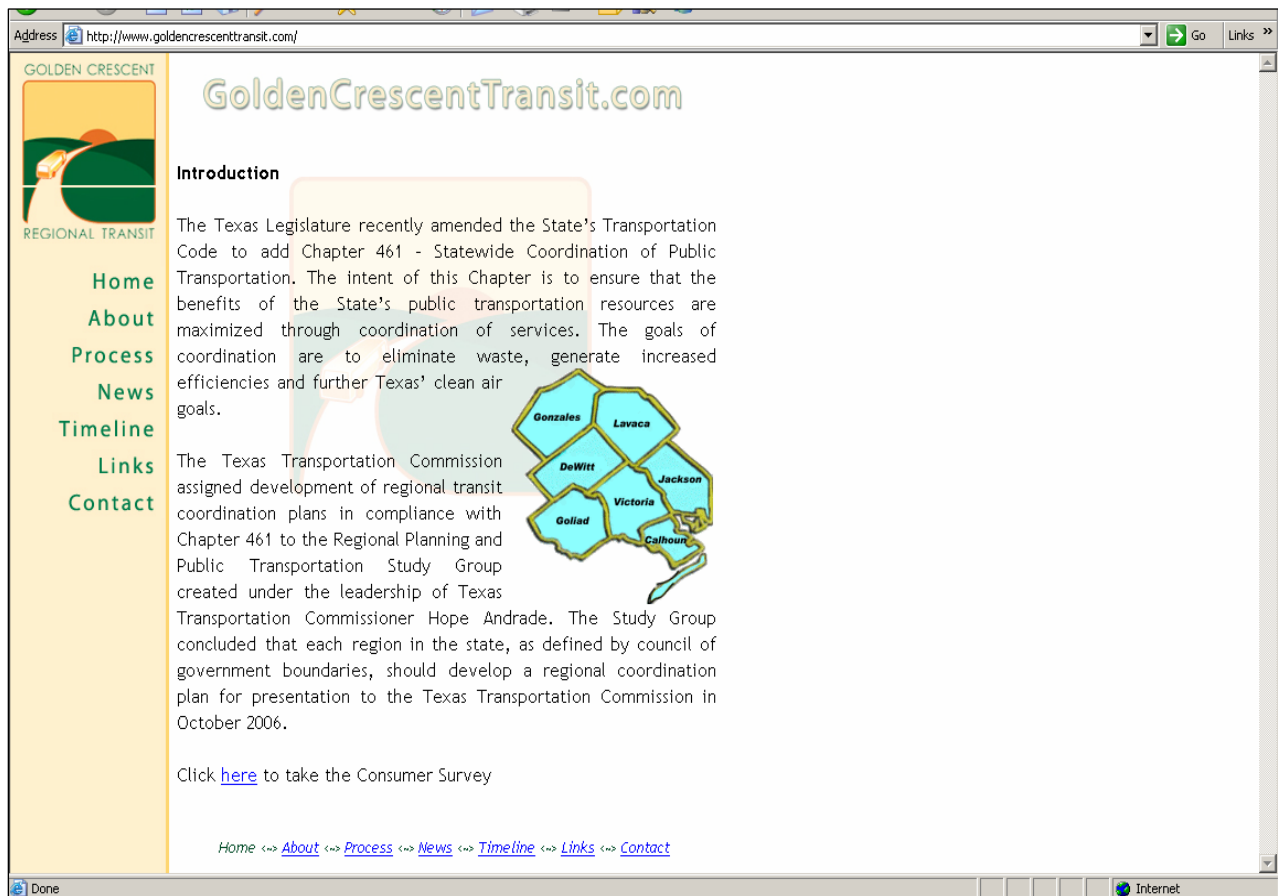 Address http://www.goldencrescenttransit.com/ Go Links »
GOLDEN CRESCENT
REGIONAL TRANSIT
Home
About
Process
News
Timeline
Links
Contact
GoldenCrescentTransit.com
Introduction
The Texas Legislature recently amended the State's Transportation
Code to add Chapter 461 - Statewide Coordination of Public
Transportation. The intent of this Chapter is to ensure that the
benefits of the State's public transportation resources are
maximized through coordination of services. The goals of
coordination are to eliminate waste, generate increased
efficiencies and further Texas' clean air
goals.
Gonzales
Lavaca
DeWitt
Jackson
Victoria
Goliad
Calhoun
The Texas Transportation Commission
assigned development of regional transit
coordination plans in compliance with
Chapter 461 to the Regional Planning and
Public Transportation Study Group
created under the leadership of Texas
Transportation Commissioner Hope Andrade. The Study Group
concluded that each region in the state, as defined by council of
government boundaries, should develop a regional coordination
plan for presentation to the Texas Transportation Commission in
October 2006.
Click here to take the Consumer Survey
Home <-> About <-> Process <-> News <-> Timeline <-> Links <-> Contact
Done Internet